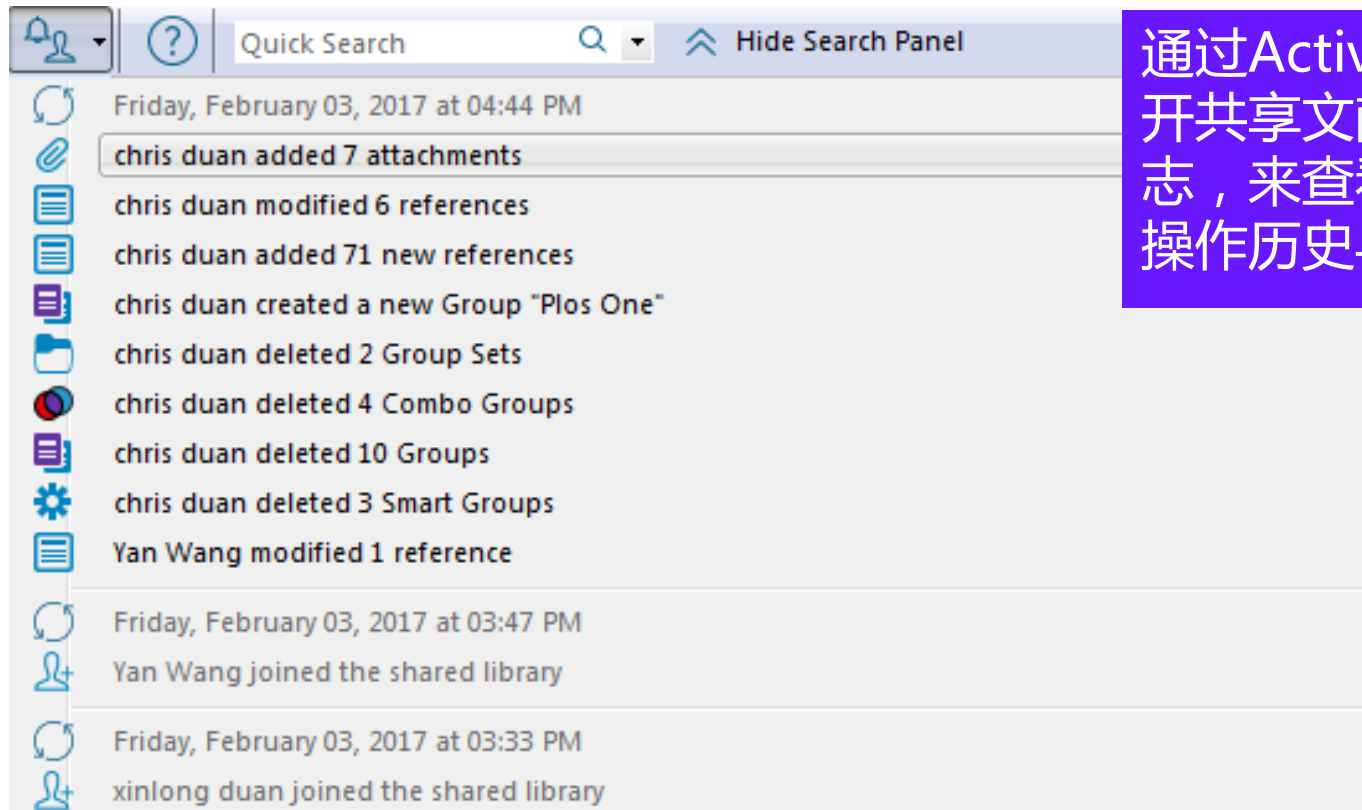 Quick Search
Hide Search Panel
通过Activ
开共享文
志，来查
操作历史
Friday, February 03, 2017 at 04:44 PM
chris duan added 7 attachments
chris duan modified 6 references
chris duan added 71 new references
chris duan created a new Group "Plos One"
chris duan deleted 2 Group Sets
chris duan deleted 4 Combo Groups
chris duan deleted 10 Groups
chris duan deleted 3 Smart Groups
Yan Wang modified 1 reference
Friday, February 03, 2017 at 03:47 PM
Yan Wang joined the shared library
Friday, February 03, 2017 at 03:33 PM
xinlong duan joined the shared library